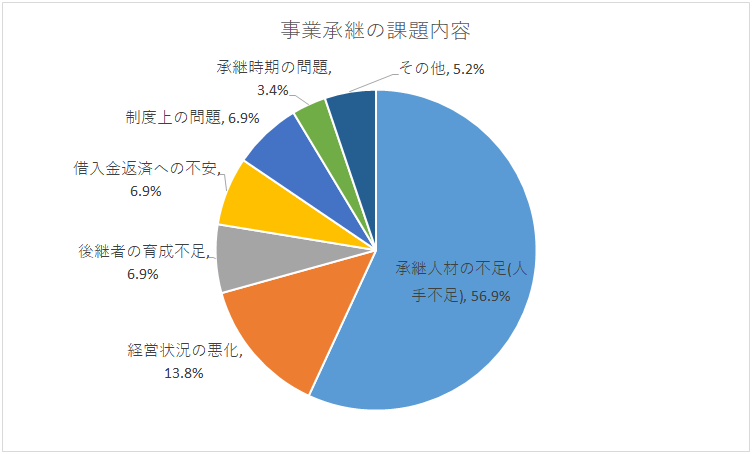 事業承継の課題内容
承継時期の問題,
3.4%
その他, 5.2%
制度上の問題, 6.9%
借入金返済への不安,
6.9%
後継者の育成不足,
6.9%
承継人材の不足(人
手不足), 56.9%
経営状況の悪化,
13.8%